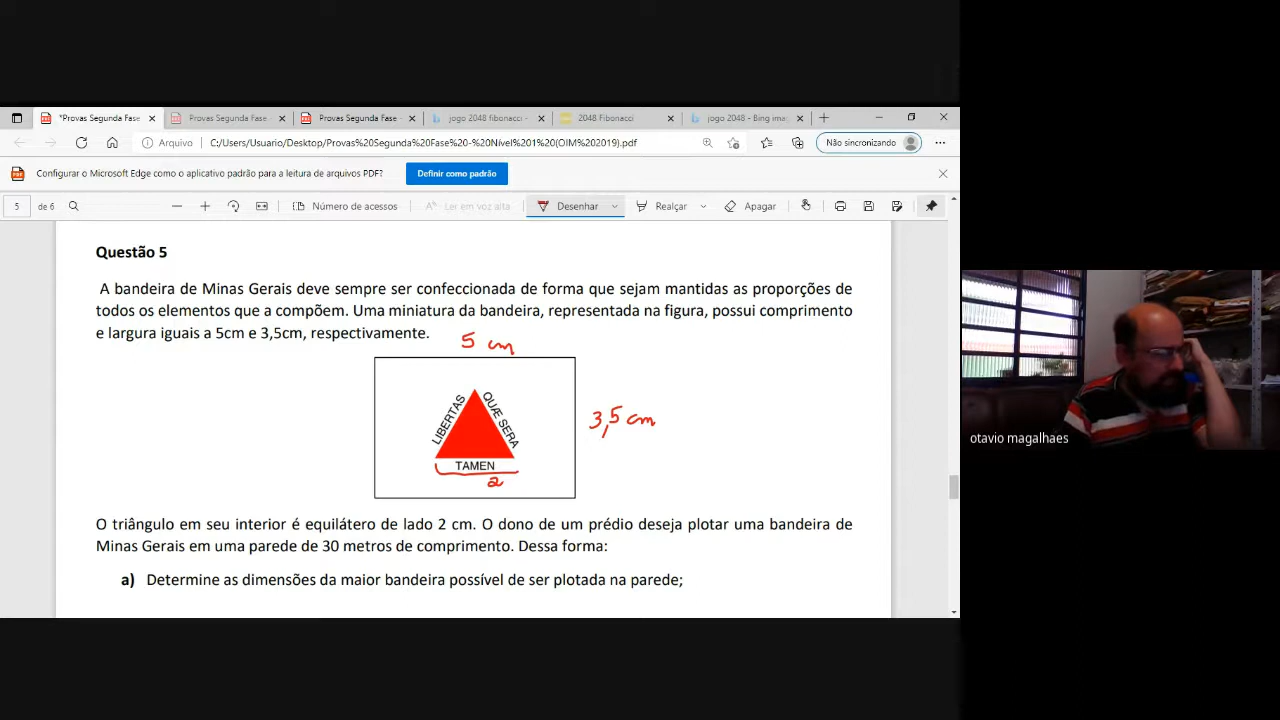 *Provas Segunda Fase
Provas Segunda Fase
Provas Segunda Fase -
jogo 2048 fibonacci -
2048 Fibonacci
jogo 2048 - Bing ima
Arquivo
C:/Users/Usuario/Desktop/Provas%20Segunda%20Fase%20-%20Nível%201%20(OIM%202019).pdf
Não sincronizando
Configurar o Microsoft Edge como o aplicativo padrão para a leitura de arquivos PDF?
Definir como padrão
5 de 6
Número de acessos
Ler em voz alta
Desenhar
Realçar
Apagar
Questão 5
A bandeira de Minas Gerais deve sempre ser confeccionada de forma que sejam mantidas as proporções de
todos os elementos que a compõem. Uma miniatura da bandeira, representada na figura, possui comprimento
e largura iguais a 5cm e 3,5cm, respectivamente.
5 cm
LIBERTAS
QUÆ SERA
3,5 cm
TAMEN
2
otavio magalhaes
O triângulo em seu interior é equilátero de lado 2 cm. O dono de um prédio deseja plotar uma bandeira de
Minas Gerais em uma parede de 30 metros de comprimento. Dessa forma:
a) Determine as dimensões da maior bandeira possível de ser plotada na parede;